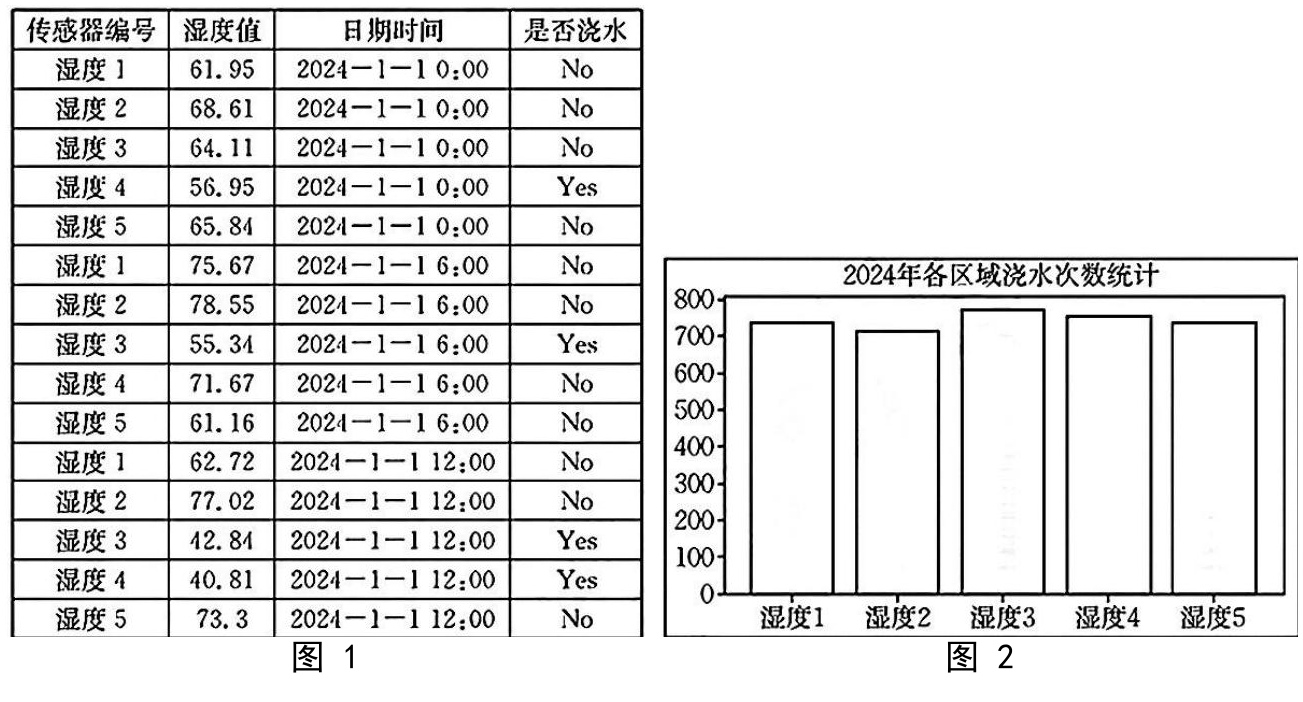 传感器编号 湿度值 日期时间 是否浇水
湿度 1 61.95 2024-1-1 0:00 No
湿度 2 68.61 2024-1-1 0:00 No
湿度 3 64.11 2024-1-1 0:00 No
湿度 4 56.95 2024-1-1 0:00 Yes
湿度 5 65.84 2024-1-1 0:00 No
湿度 1 75.67 2024-1-1 6:00 No
湿度 2 78.55 2024-1-1 6:00 No
湿度 3 55.34 2024-1-1 6:00 Yes
湿度 4 71.67 2024-1-1 6:00 No
湿度 5 61.16 2024-1-1 6:00 No
湿度 1 62.72 2024-1-1 12:00 No
湿度 2 77.02 2024-1-1 12:00 No
湿度 3 42.84 2024-1-1 12:00 Yes
湿度 4 40.81 2024-1-1 12:00 Yes
湿度 5 73.3 2024-1-1 12:00 No
图 1
2024年各区域浇水次数统计
800
700
600
500
400
300
200
100
0
湿度1 湿度2 湿度3 湿度4 湿度5
图 2